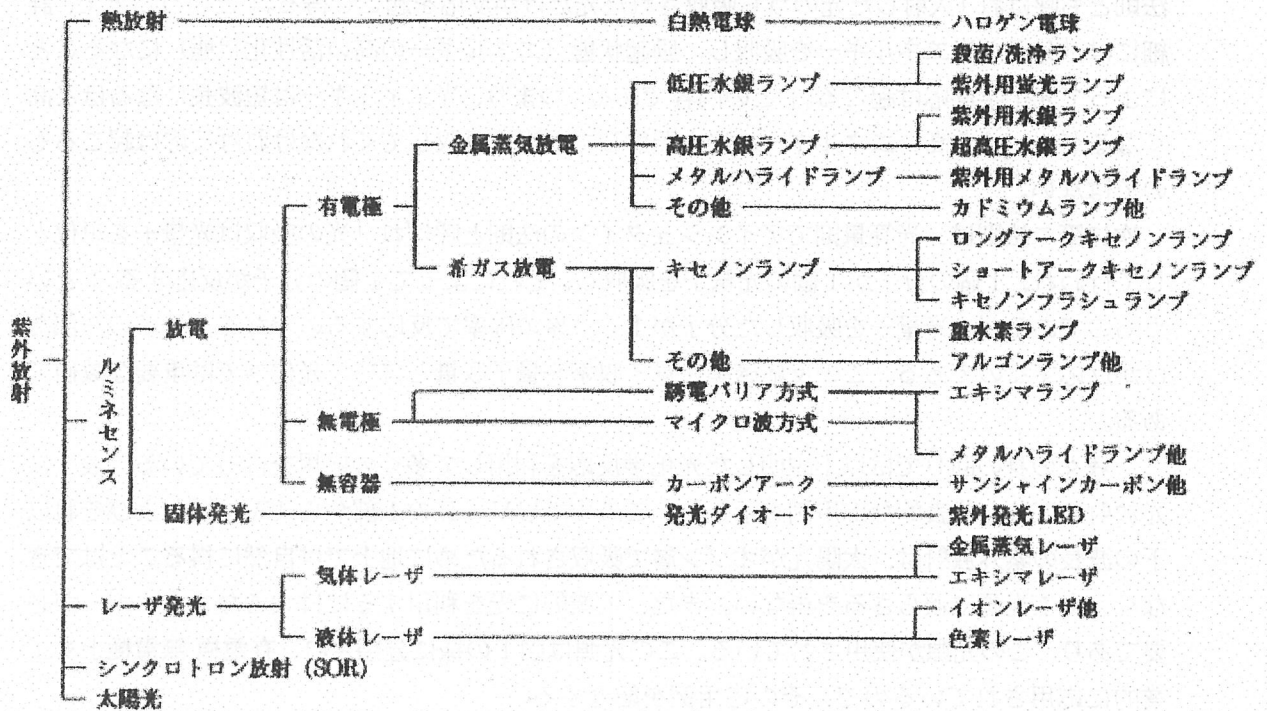 熱放射 白熱電球 ハロゲン電球
殺菌/洗浄ランプ
低圧水銀ランプ 紫外用蛍光ランプ
紫外用水銀ランプ
金属蒸気放電 高圧水銀ランプ 超高圧水銀ランプ
メタルハライドランプ 紫外用メタルハライドランプ
有電極 その他 カドミウムランプ他
ロングアークキセノンランプ
希ガス放電 キセノンランプ ショートアークキセノンランプ
キセノンフラシュランプ
紫外放射 ルミネセンス 放電 重水素ランプ
その他 アルゴンランプ他
誘電バリア方式 エキシマランプ
無電極 マイクロ波方式
メタルハライドランプ他
無容器 カーボンアーク サンシャインカーボン他
固体発光 発光ダイオード 紫外発光LED
金属蒸気レーザ
気体レーザ エキシマレーザ
レーザ発光 イオンレーザ他
液体レーザ 色素レーザ
シンクロトロン放射 (SOR)
太陽光